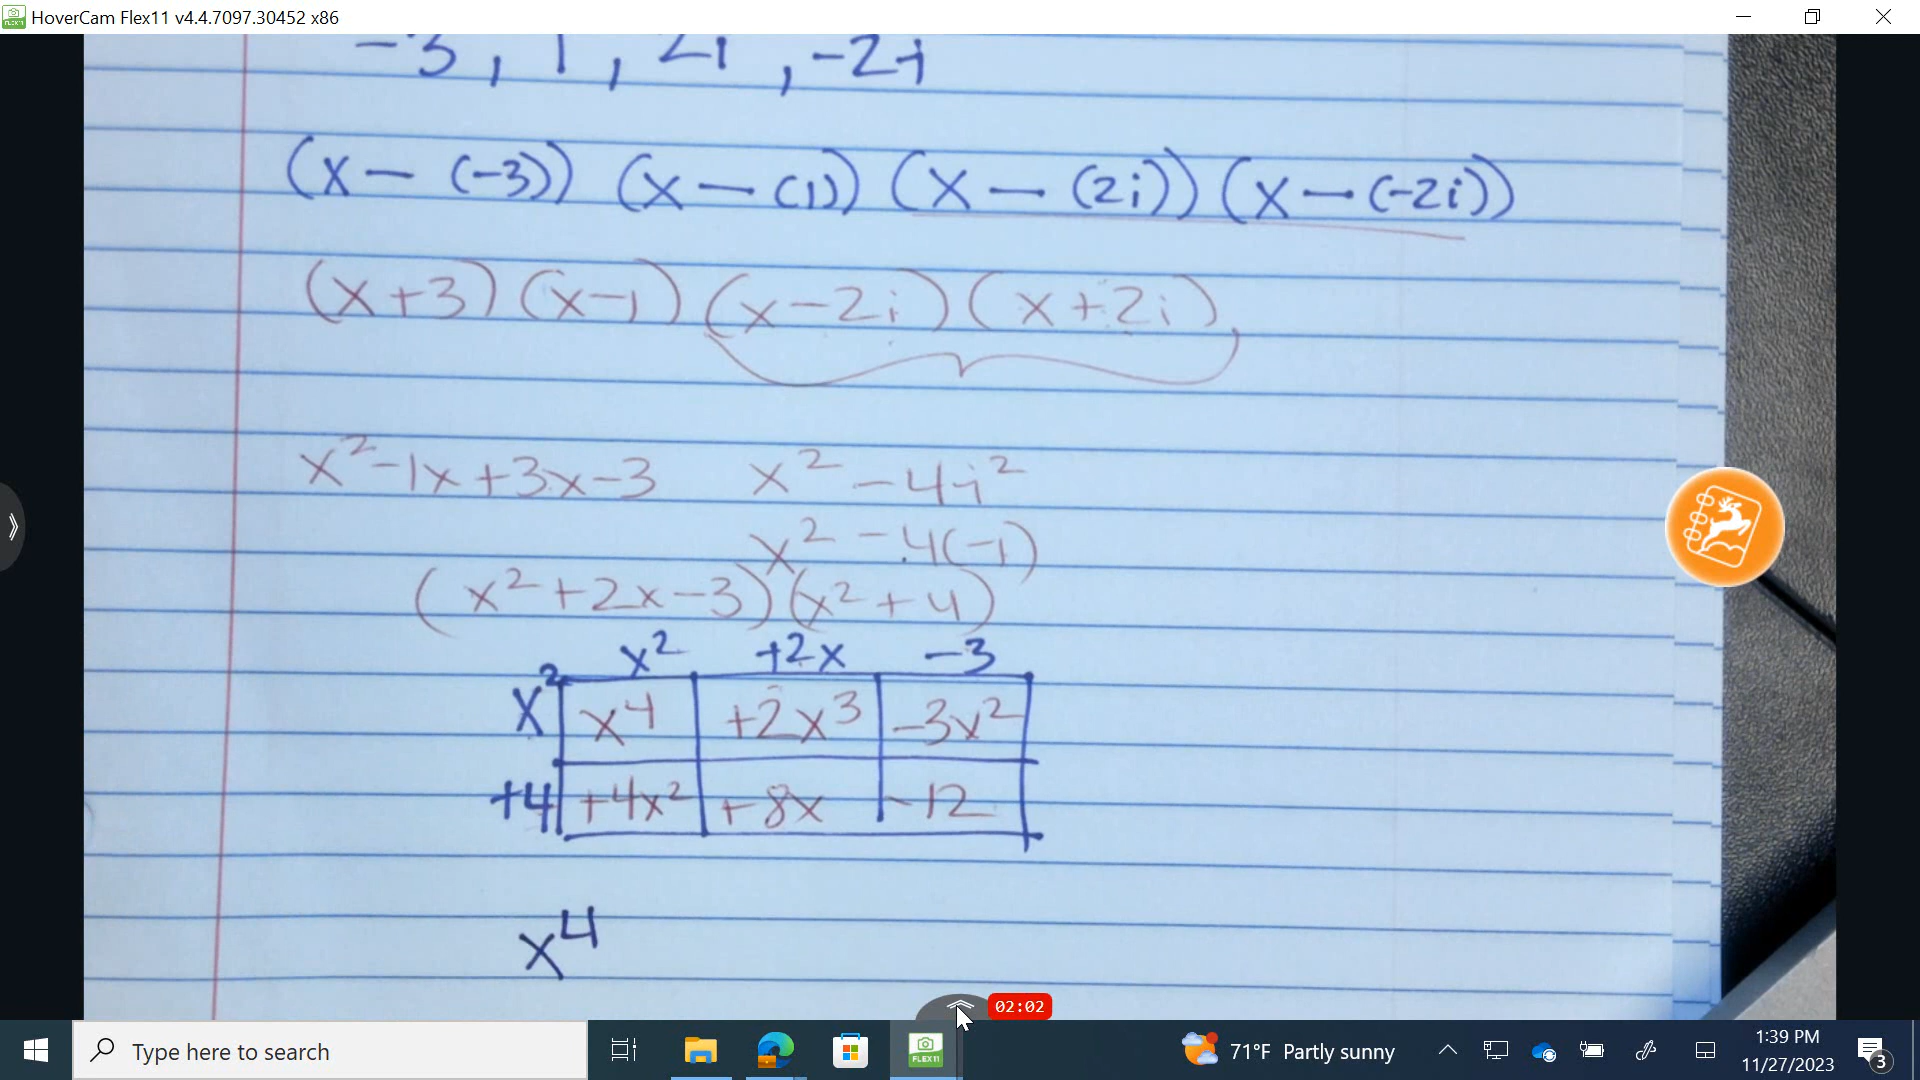 HoverCam Flex11 v4.4.7097.30452 x86
-3, 1, 2i, -2i
(x - (-3)) (x - (1)) (x - (2i)) (x - (-2i))
(x+3) (x-1) (x-2i) (x+2i)
x²-1x+3x-3 x² - 4i²
x² - 4(-1)
(x²+2x-3)(x²+4)
x² +2x -3
x² x⁴ +2x³ -3x²
+4 +4x² +8x -12
x⁴
02:02
Type here to search
FLEX11
71°F Partly sunny
1:39 PM
11/27/2023
3